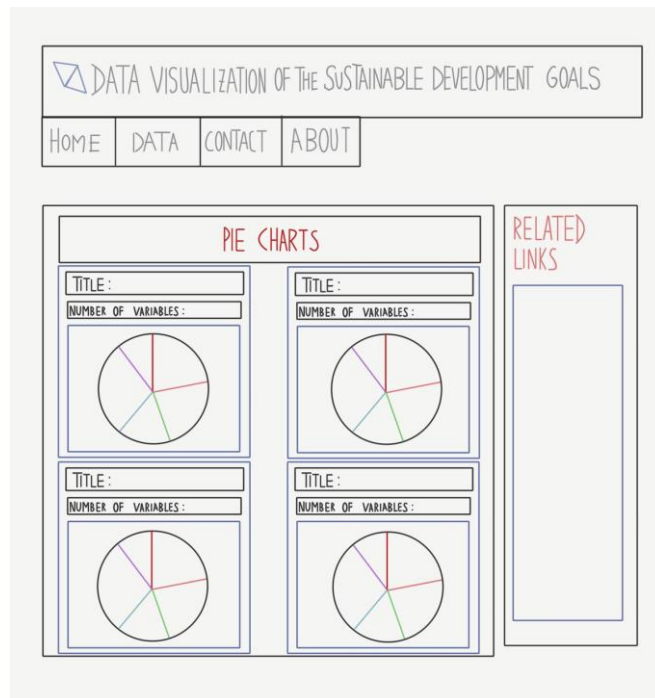 DATA VISUALIZATION OF THE SUSTAINABLE DEVELOPMENT GOALS
HOME DATA CONTACT ABOUT
PIE CHARTS
TITLE:
NUMBER OF VARIABLES:
TITLE:
NUMBER OF VARIABLES:
TITLE:
NUMBER OF VARIABLES:
TITLE:
NUMBER OF VARIABLES:
RELATED
LINKS